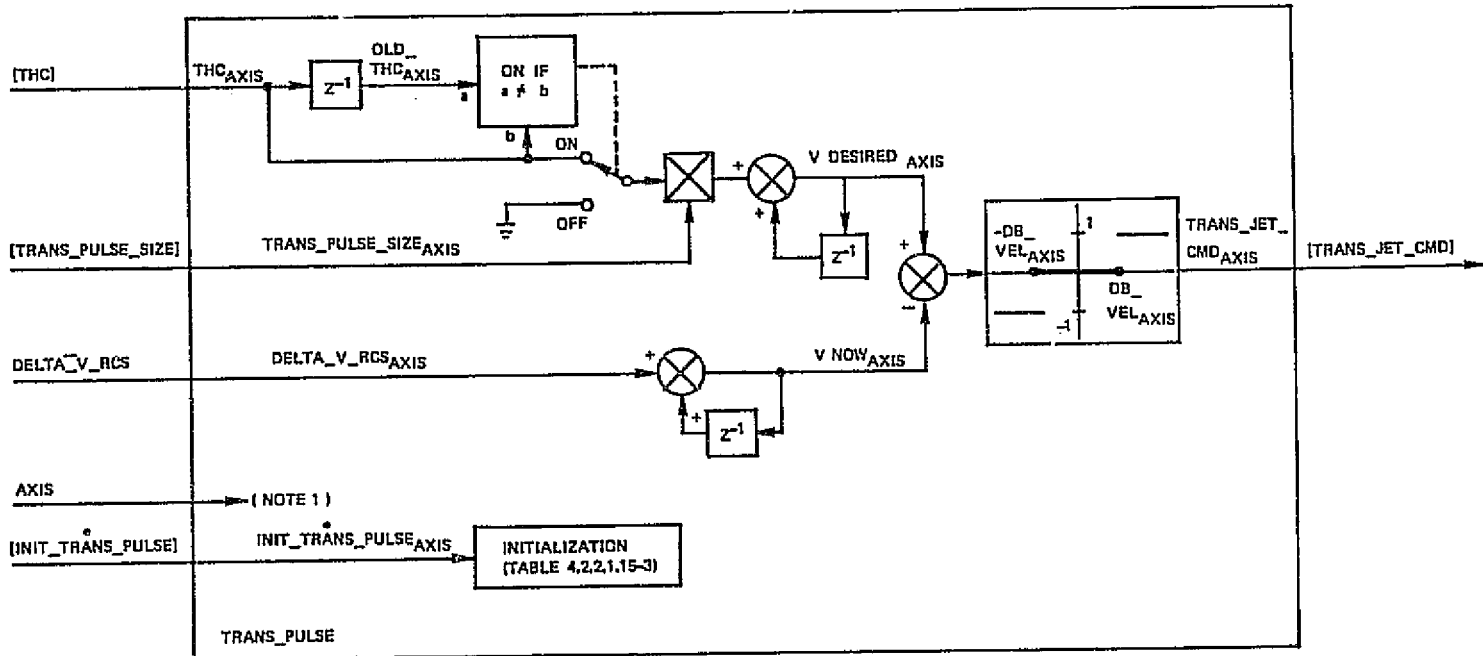 [THC]
THC AXIS
z-1
OLD_
THC AXIS
a
ON IF
a ≠ b
b
ON
OFF
[TRANS_PULSE_SIZE]
TRANS_PULSE_SIZE AXIS
+
+
z-1
V DESIRED AXIS
+
-
-DB_
VEL AXIS
1
-1
DB_
VEL AXIS
TRANS_JET_
CMD AXIS
[TRANS_JET_CMD]
DELTA_V_RCS
DELTA_V_RCS AXIS
+
+
z-1
V NOW AXIS
AXIS
( NOTE 1 )
[INIT_TRANS_PULSE]
INIT_TRANS_PULSE AXIS
INITIALIZATION
(TABLE 4,2,2,1,15-3)
TRANS_PULSE